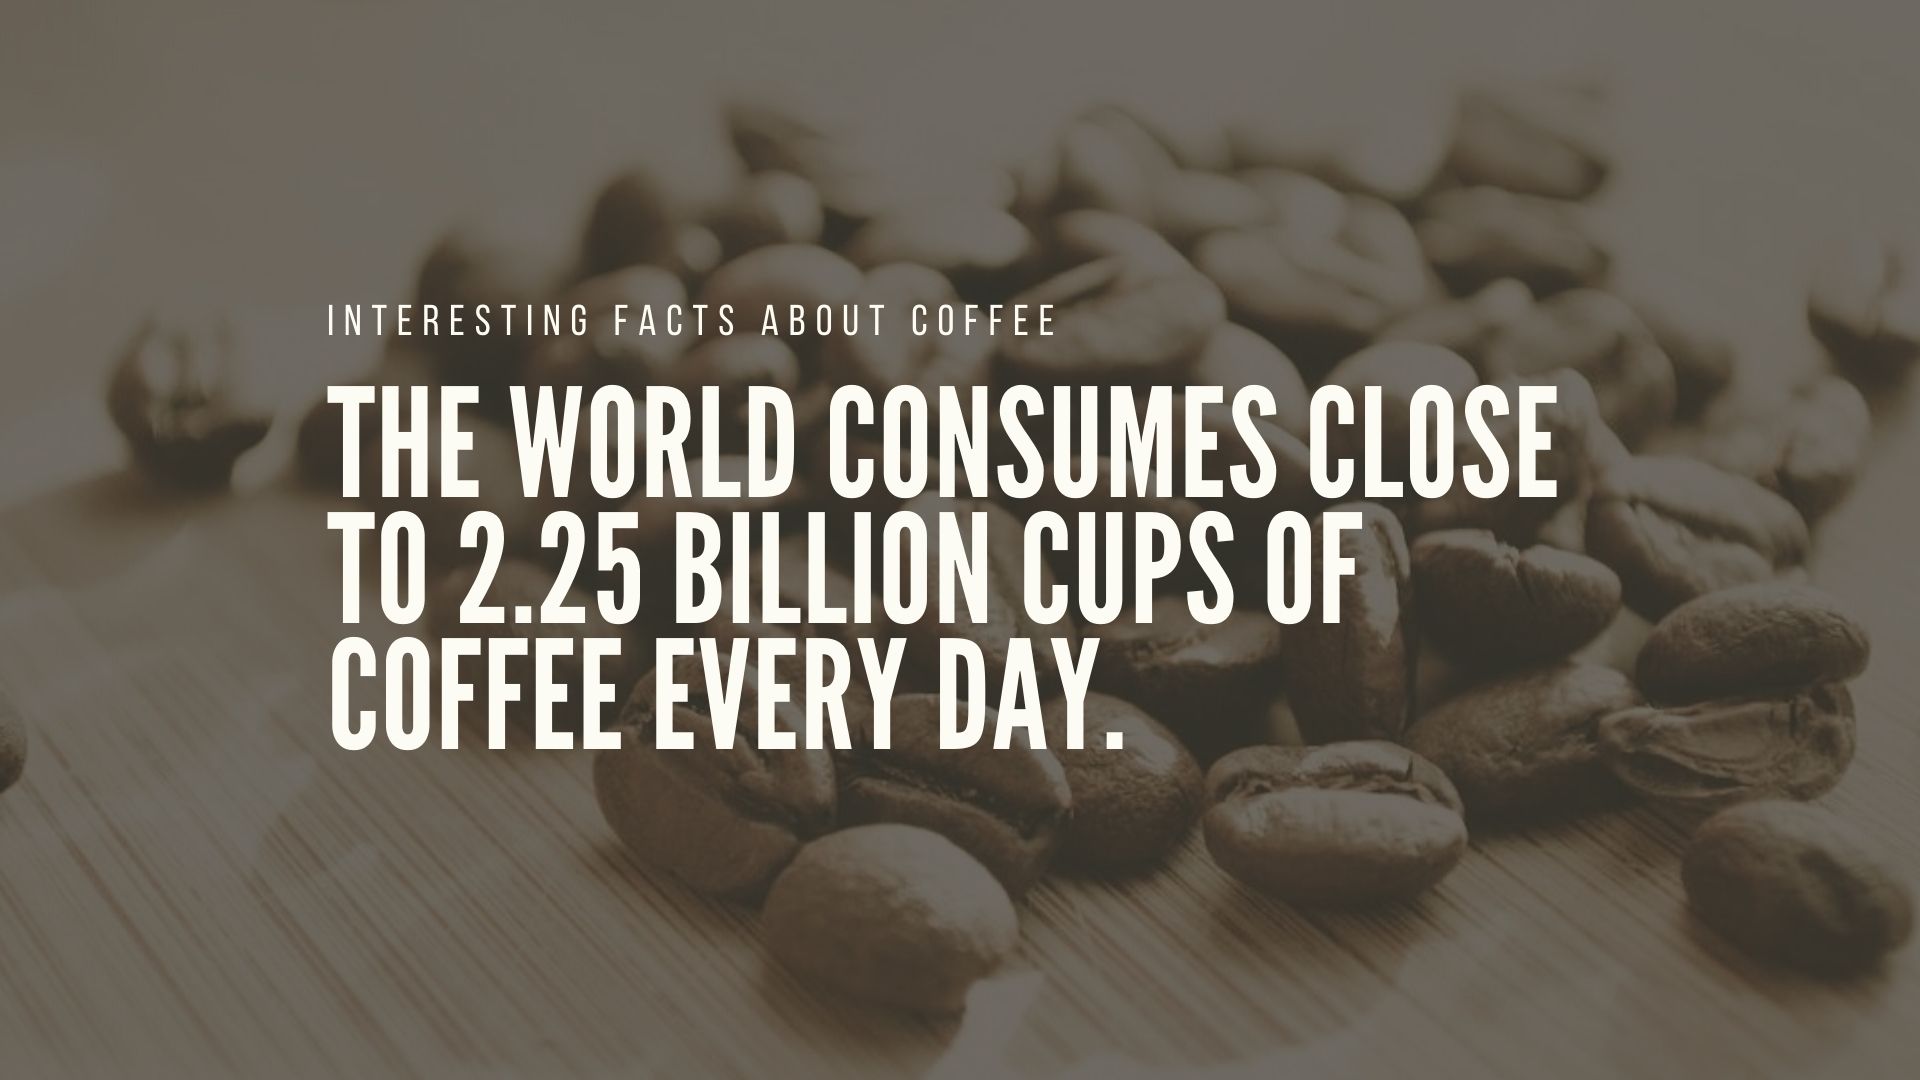 INTERESTING FACTS ABOUT COFFEE
THE WORLD CONSUMES CLOSE
TO 2.25 BILLION CUPS OF
COFFEE EVERY DAY.